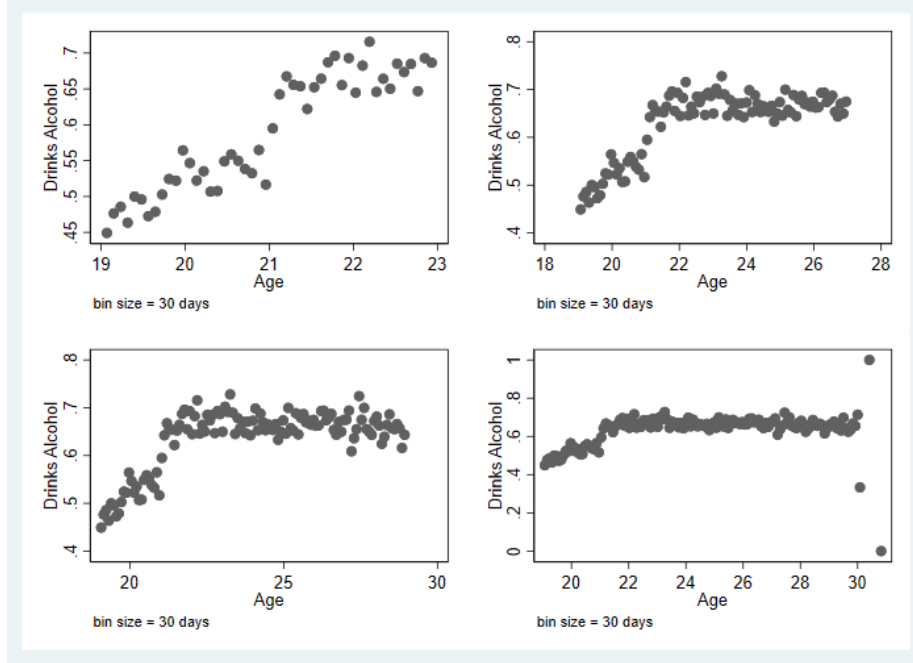 Drinks Alcohol
.45 .5 .55 .6 .65 .7
19 20 21 22 23
Age
bin size = 30 days
Drinks Alcohol
.4 .5 .6 .7 .8
18 20 22 24 26 28
Age
bin size = 30 days
Drinks Alcohol
.4 .5 .6 .7 .8
20 25 30
Age
bin size = 30 days
Drinks Alcohol
0 .2 .4 .6 .8 1
20 22 24 26 28 30
Age
bin size = 30 days